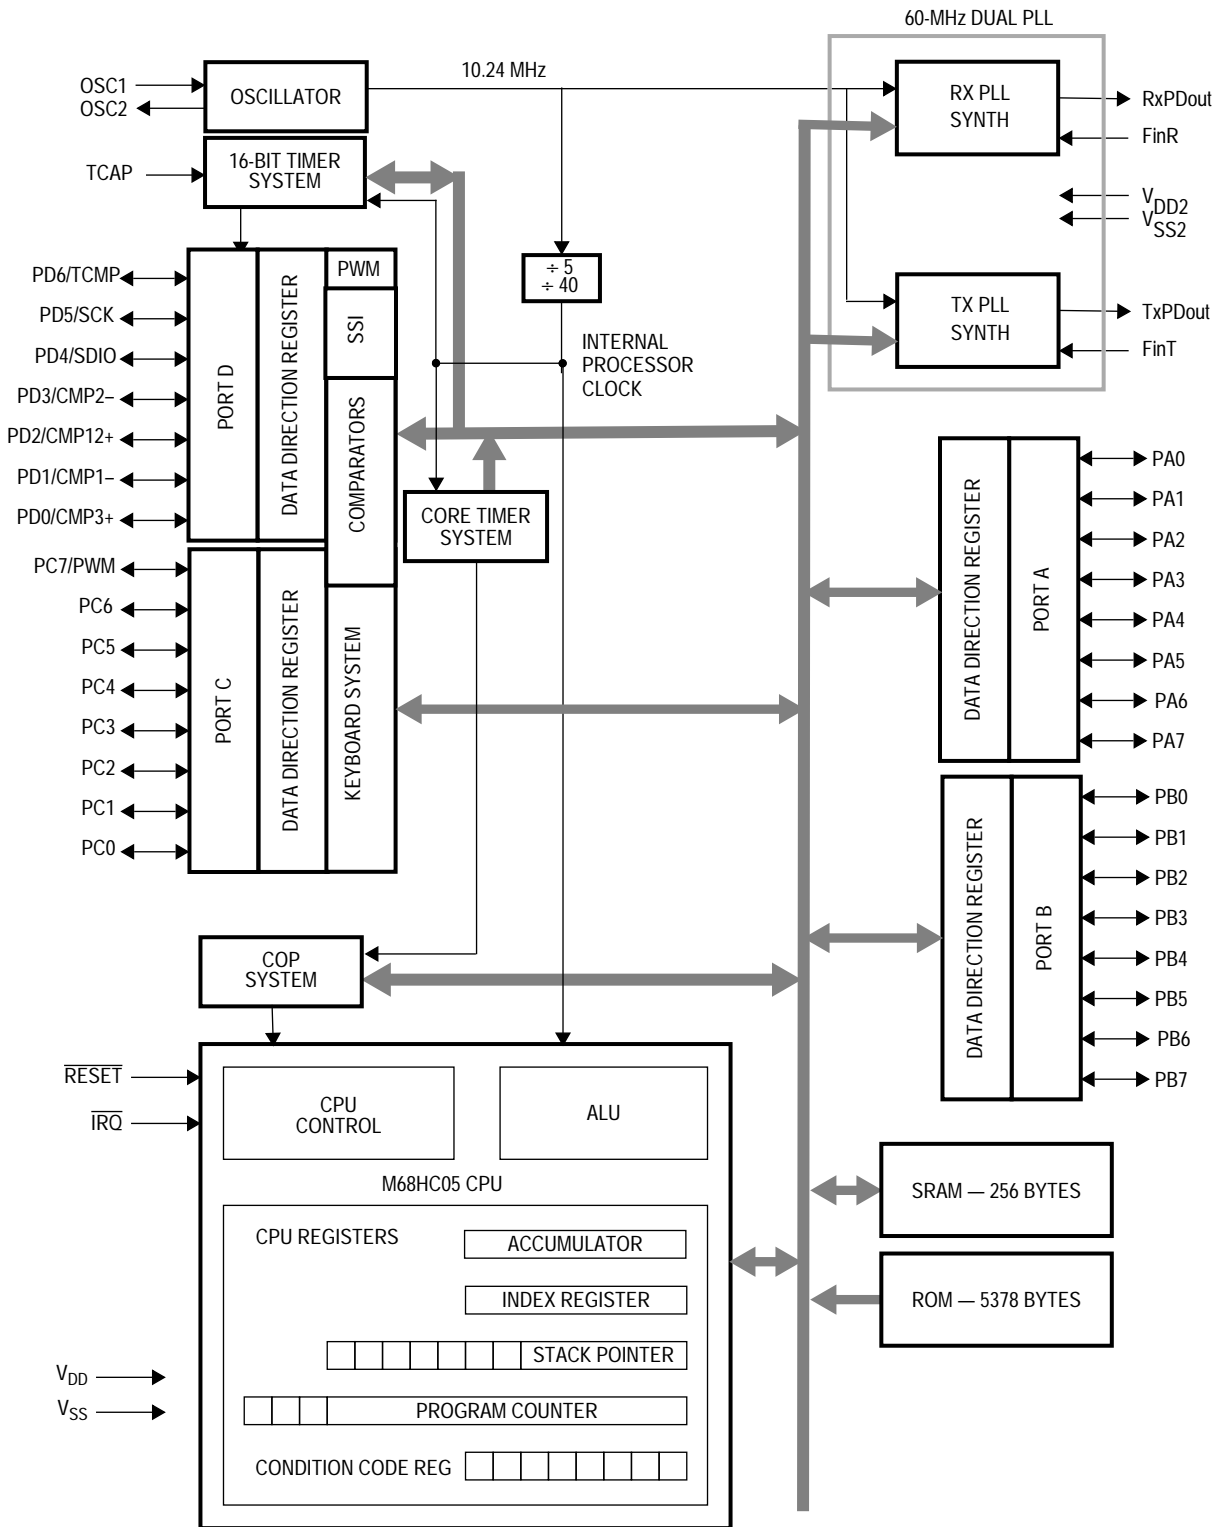 60-MHz DUAL PLL
OSC1
OSC2
OSCILLATOR
10.24 MHz
RX PLL
SYNTH
RxPDout
FinR
TCAP
16-BIT TIMER
SYSTEM
VDD2
VSS2
PD6/TCMP
PD5/SCK
PD4/SDIO
PD3/CMP2–
PD2/CMP12+
PD1/CMP1–
PD0/CMP3+
PORT D
DATA DIRECTION REGISTER
PWM
SSI
COMPARATORS
÷ 5
÷ 40
INTERNAL
PROCESSOR
CLOCK
TX PLL
SYNTH
TxPDout
FinT
CORE TIMER
SYSTEM
PC7/PWM
PC6
PC5
PC4
PC3
PC2
PC1
PC0
PORT C
DATA DIRECTION REGISTER
KEYBOARD SYSTEM
DATA DIRECTION REGISTER
PORT A
PA0
PA1
PA2
PA3
PA4
PA5
PA6
PA7
DATA DIRECTION REGISTER
PORT B
PB0
PB1
PB2
PB3
PB4
PB5
PB6
PB7
COP
SYSTEM
RESET
IRQ
CPU
CONTROL
ALU
M68HC05 CPU
CPU REGISTERS
ACCUMULATOR
INDEX REGISTER
STACK POINTER
PROGRAM COUNTER
CONDITION CODE REG
VDD
VSS
SRAM — 256 BYTES
ROM — 5378 BYTES